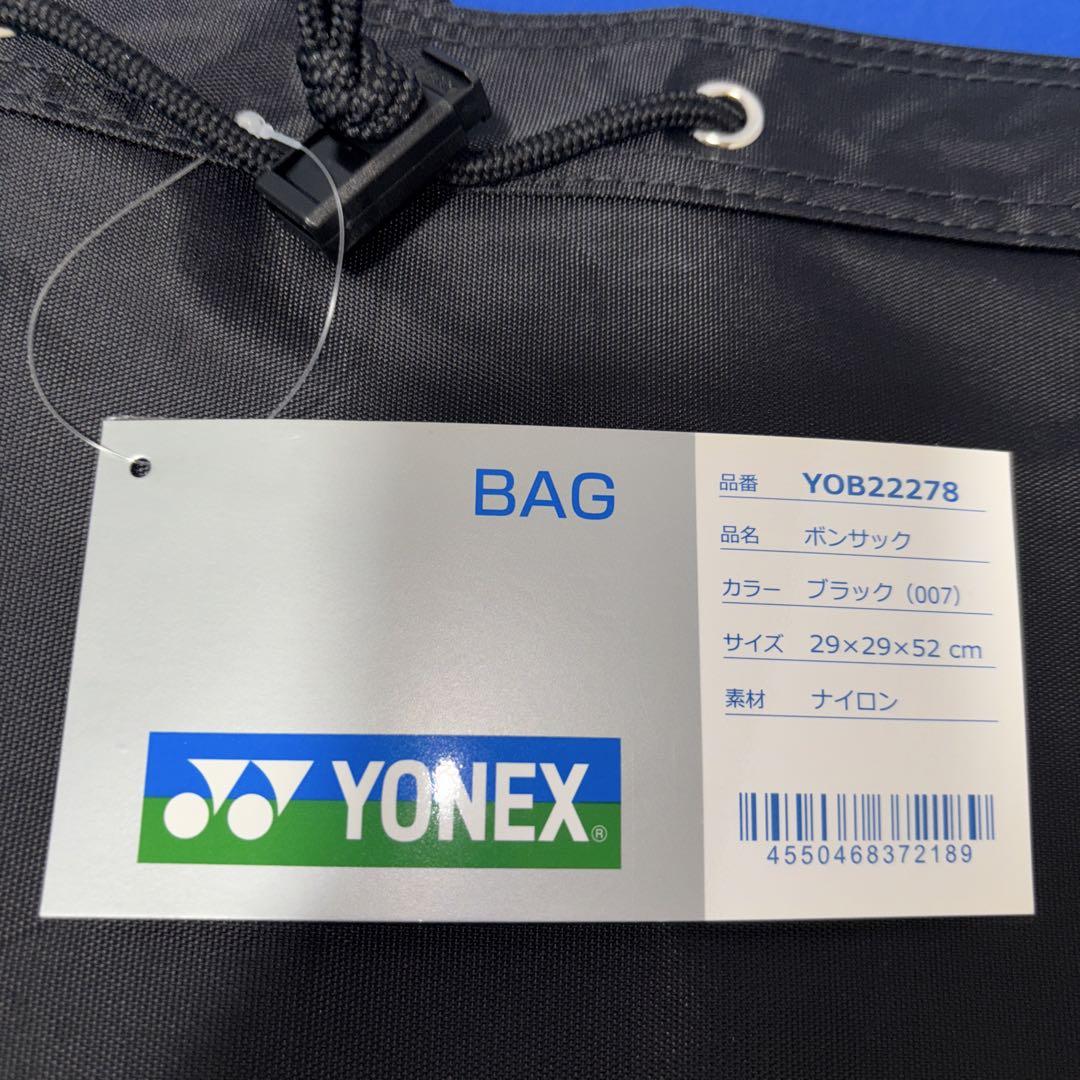 BAG
YONEX®
品番 YOB22278
品名 ボンサック
カラー ブラック（007）
サイズ 29×29×52 cm
素材 ナイロン
4550468372189